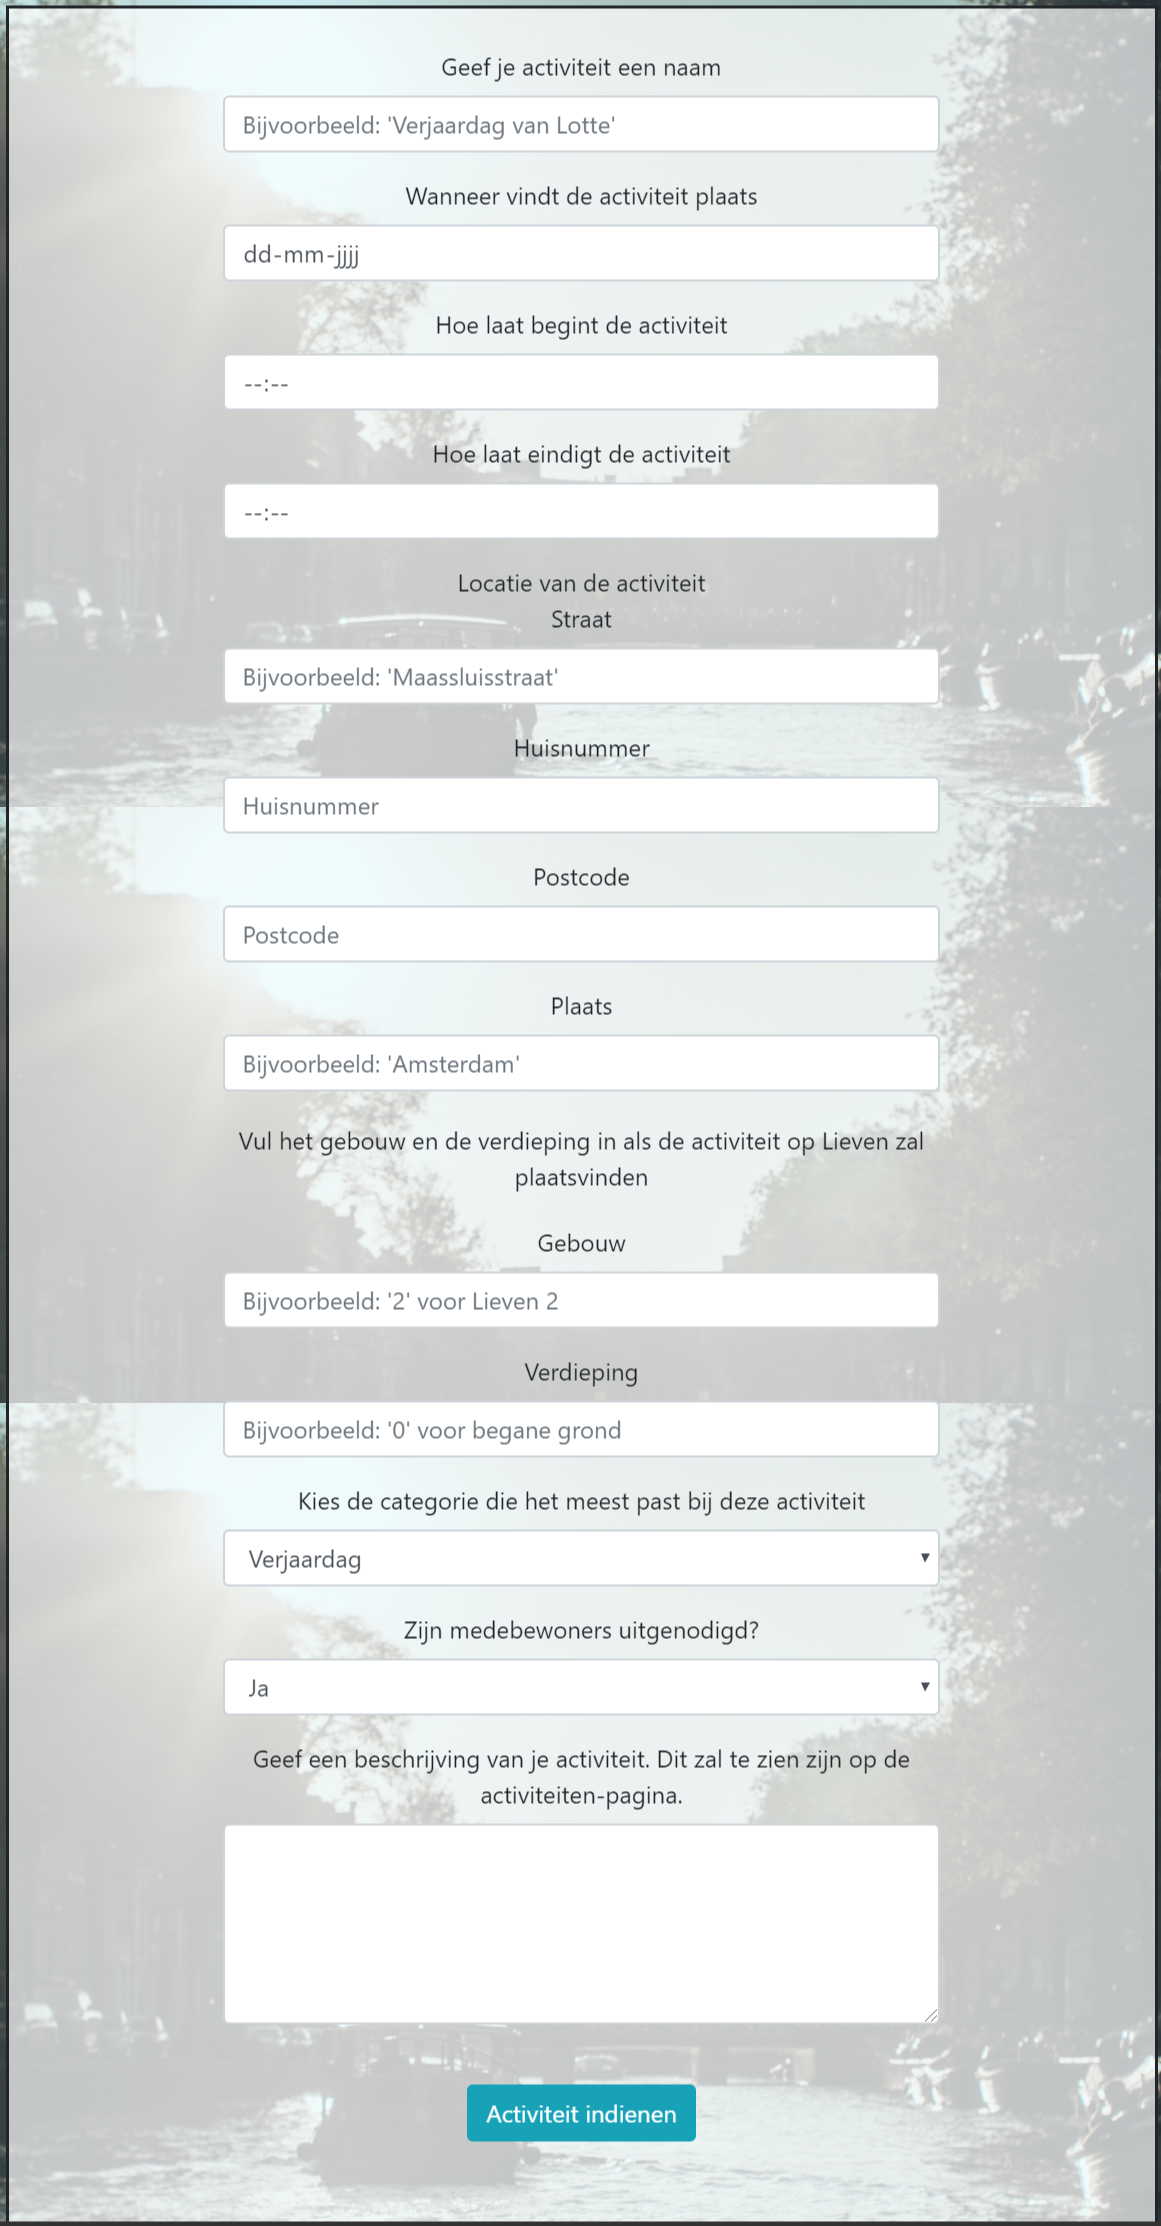 Geef je activiteit een naam
Bijvoorbeeld: 'Verjaardag van Lotte'
Wanneer vindt de activiteit plaats
dd-mm-jjjj
Hoe laat begint de activiteit
--:--
Hoe laat eindigt de activiteit
--:--
Locatie van de activiteit
Straat
Bijvoorbeeld: 'Maassluisstraat'
Huisnummer
Huisnummer
Postcode
Postcode
Plaats
Bijvoorbeeld: 'Amsterdam'
Vul het gebouw en de verdieping in als de activiteit op Lieven zal
plaatsvinden
Gebouw
Bijvoorbeeld: '2' voor Lieven 2
Verdieping
Bijvoorbeeld: '0' voor begane grond
Kies de categorie die het meest past bij deze activiteit
Verjaardag
Zijn medebewoners uitgenodigd?
Ja
Geef een beschrijving van je activiteit. Dit zal te zien zijn op de
activiteiten-pagina.
Activiteit indienen